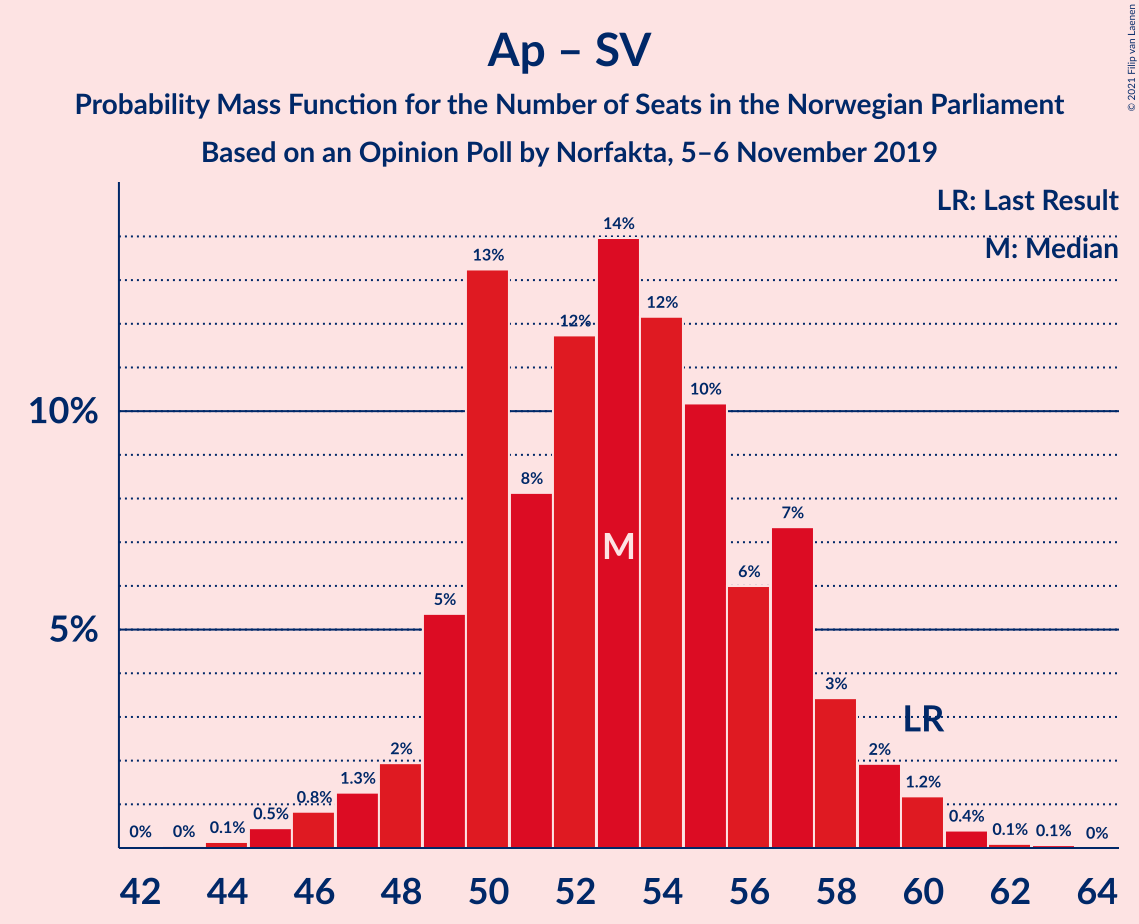 Ap – SV
Probability Mass Function for the Number of Seats in the Norwegian Parliament
Based on an Opinion Poll by Norfakta, 5–6 November 2019
© 2021 Filip van Laenen
LR: Last Result
M: Median
10%
5%
0%
0%
0.1%
0.5%
0.8%
1.3%
2%
5%
13%
8%
12%
14%
12%
10%
6%
7%
3%
2%
1.2%
0.4%
0.1%
0.1%
0%
M
LR
42 44 46 48 50 52 54 56 58 60 62 64